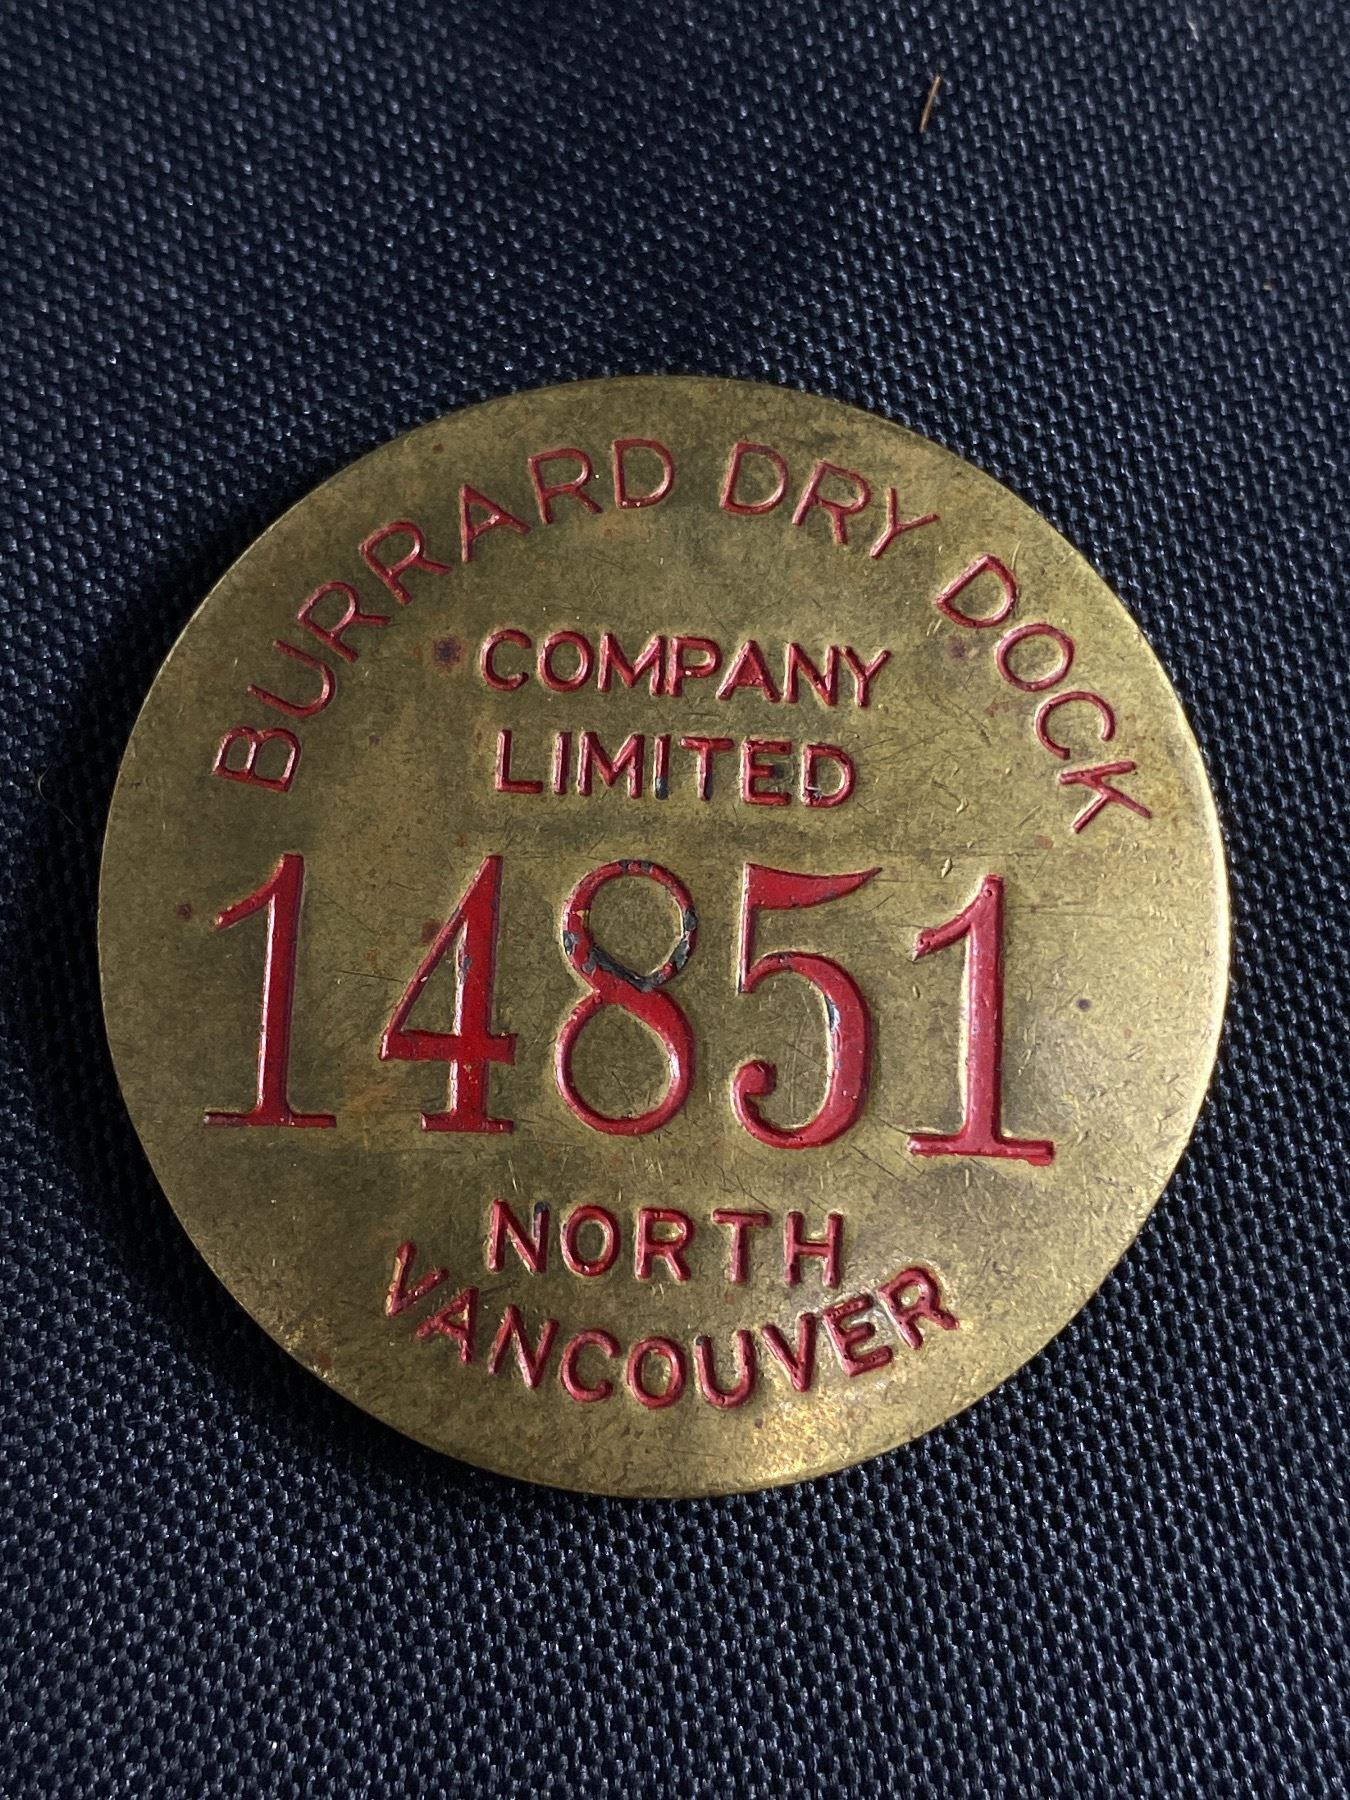 BURRARD DRY DOCK
COMPANY
LIMITED
14851
NORTH
VANCOUVER